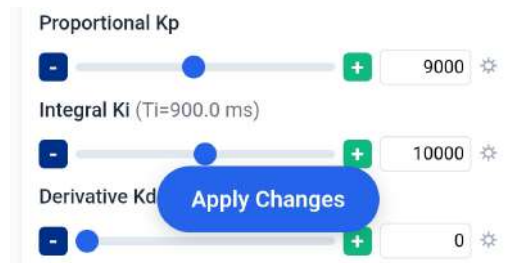 Proportional Kp
- + 9000
Integral Ki (Ti=900.0 ms)
- + 10000
Derivative Kd
Apply Changes
- + 0